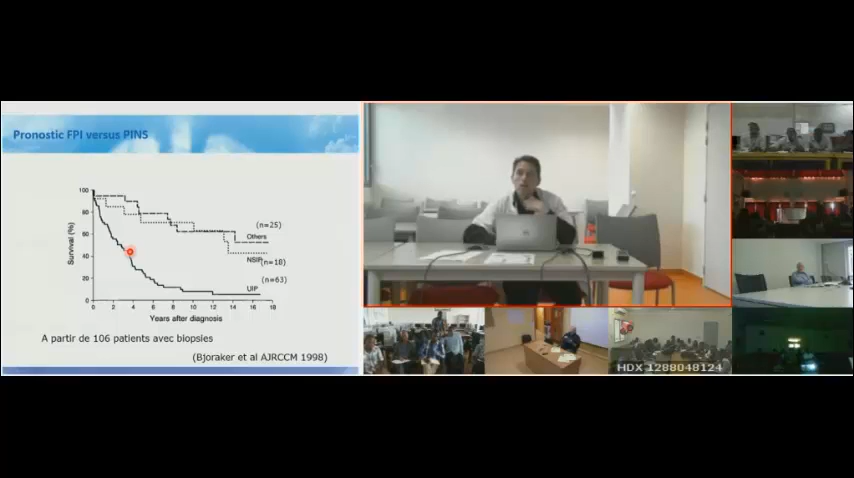 Pronostic FPI versus PINS
100
80
60
40
20
0
Survival (%)
0 2 4 6 8 10 12 14 16 18
Years after diagnosis
(n=25)
Others
NSIP
(n=18)
(n=63)
UIP
A partir de 106 patients avec biopsies
(Bjoraker et al AJRCCM 1998)
HDX 1288048124